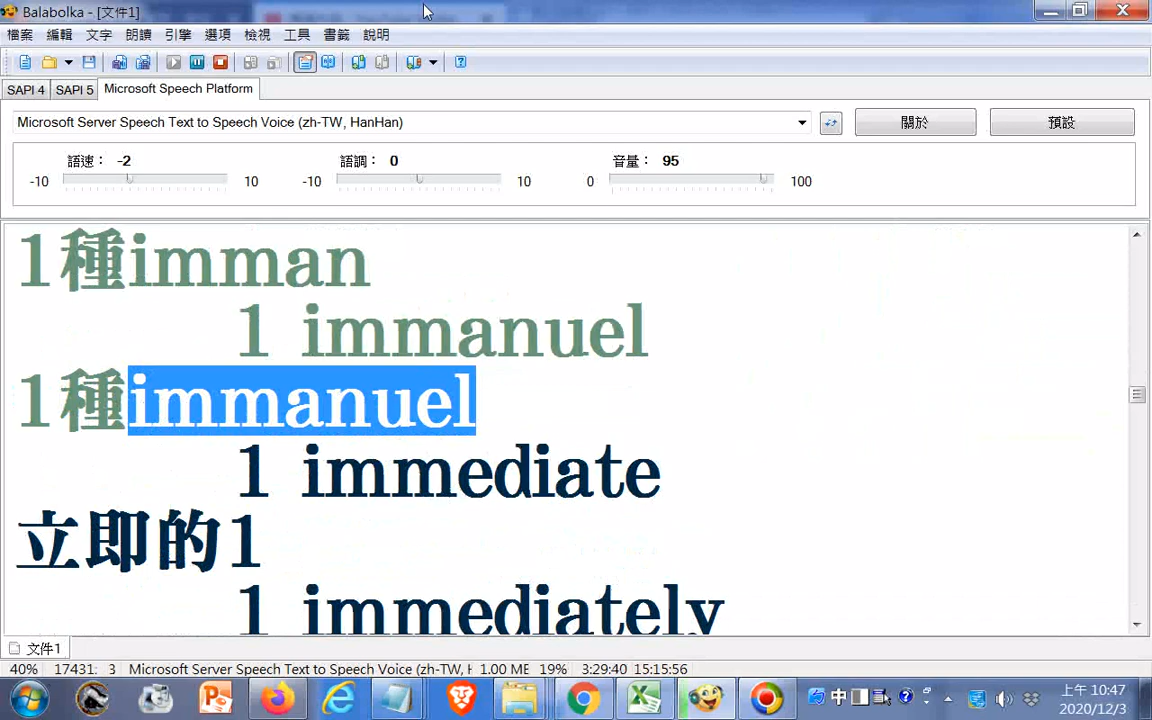 Balabolka - [文件1]
檔案 編輯 文字 朗讀 引擎 選項 檢視 工具 書籤 說明
SAPI 4 SAPI 5 Microsoft Speech Platform
Microsoft Server Speech Text to Speech Voice (zh-TW, HanHan) 關於 預設
語速： -2 語調： 0 音量： 95
-10 10 -10 10 0 100
1種imman
1 immanuel
1種immanuel
1 immediate
立即的1
1 immediately
文件1
40% 17431: 3 Microsoft Server Speech Text to Speech Voice (zh-TW, H 1.00 ME 19% 3:29:40 15:15:56
中 上午 10:47
2020/12/3